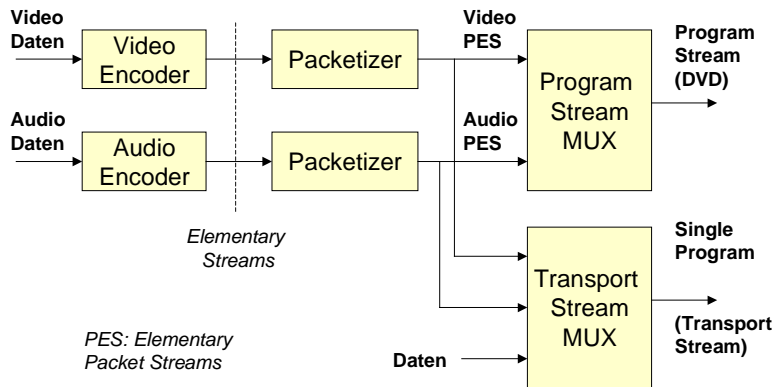 Video
Daten
Video
Encoder
Packetizer
Video
PES
Program
Stream
MUX
Program
Stream
(DVD)
Audio
Daten
Audio
Encoder
Packetizer
Audio
PES
Elementary
Streams
Transport
Stream
MUX
Single
Program
(Transport
Stream)
PES: Elementary
Packet Streams
Daten